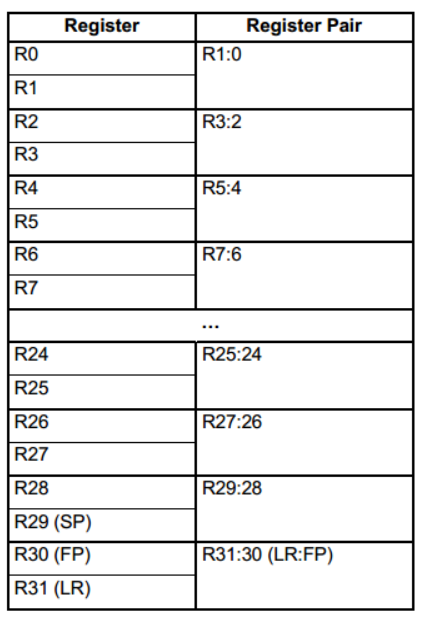 Register Register Pair
R0 R1:0
R1
R2 R3:2
R3
R4 R5:4
R5
R6 R7:6
R7
...
R24 R25:24
R25
R26 R27:26
R27
R28 R29:28
R29 (SP)
R30 (FP) R31:30 (LR:FP)
R31 (LR)